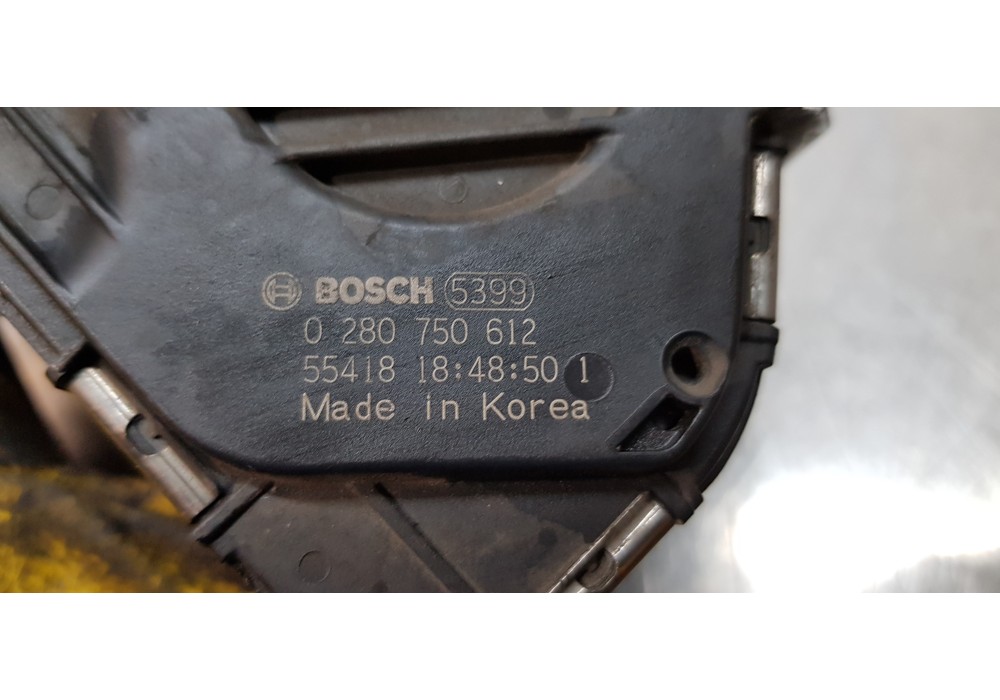 BOSCH 5399
0 280 750 612
55418 18:48:50 1
Made in Korea